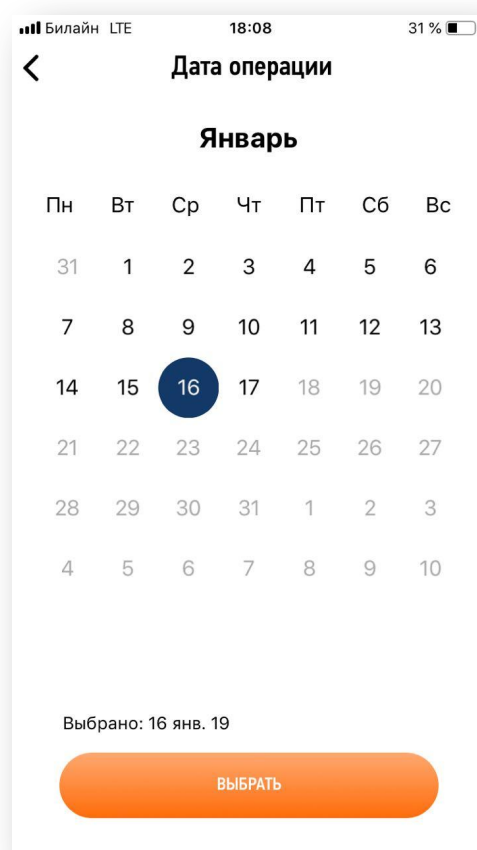 Билайн LTE 18:08 31 %
Дата операции
Январь
Пн Вт Ср Чт Пт Сб Вс
31 1 2 3 4 5 6
7 8 9 10 11 12 13
14 15 16 17 18 19 20
21 22 23 24 25 26 27
28 29 30 31 1 2 3
4 5 6 7 8 9 10
Выбрано: 16 янв. 19
ВЫБРАТЬ